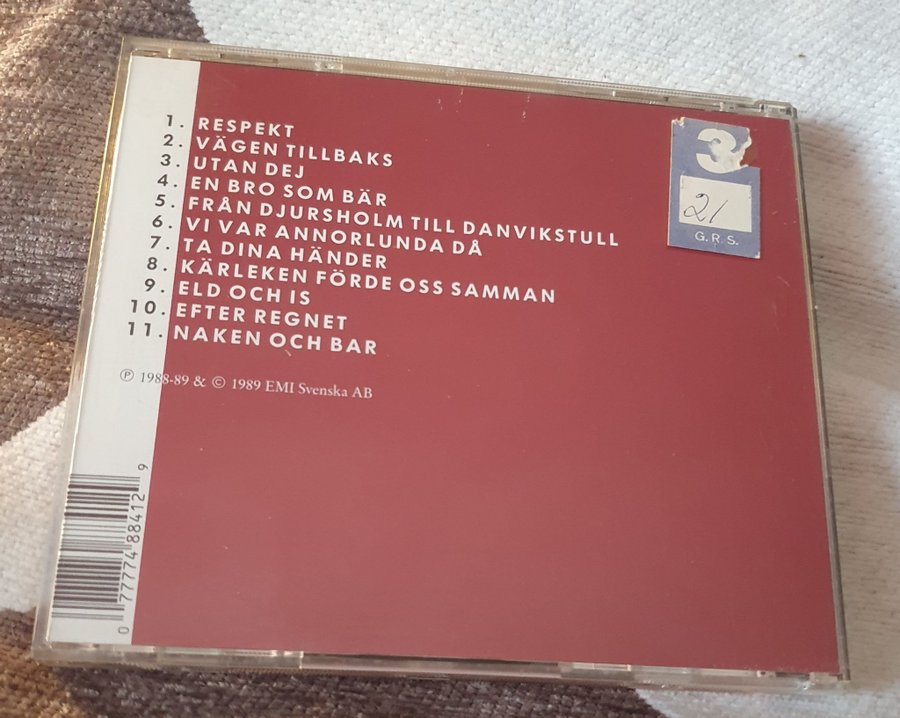 1. RESPEKT
2. VÄGEN TILLBAKS
3. UTAN DEJ
4. EN BRO SOM BÄR
5. FRÅN DJURSHOLM TILL DANVIKSTULL
6. VI VAR ANNORLUNDA DÅ
7. TA DINA HÄNDER
8. KÄRLEKEN FÖRDE OSS SAMMAN
9. ELD OCH IS
10. EFTER REGNET
11. NAKEN OCH BAR
℗ 1988-89 & © 1989 EMI Svenska AB
3
21
G.R.S.
0 77774 88412 9